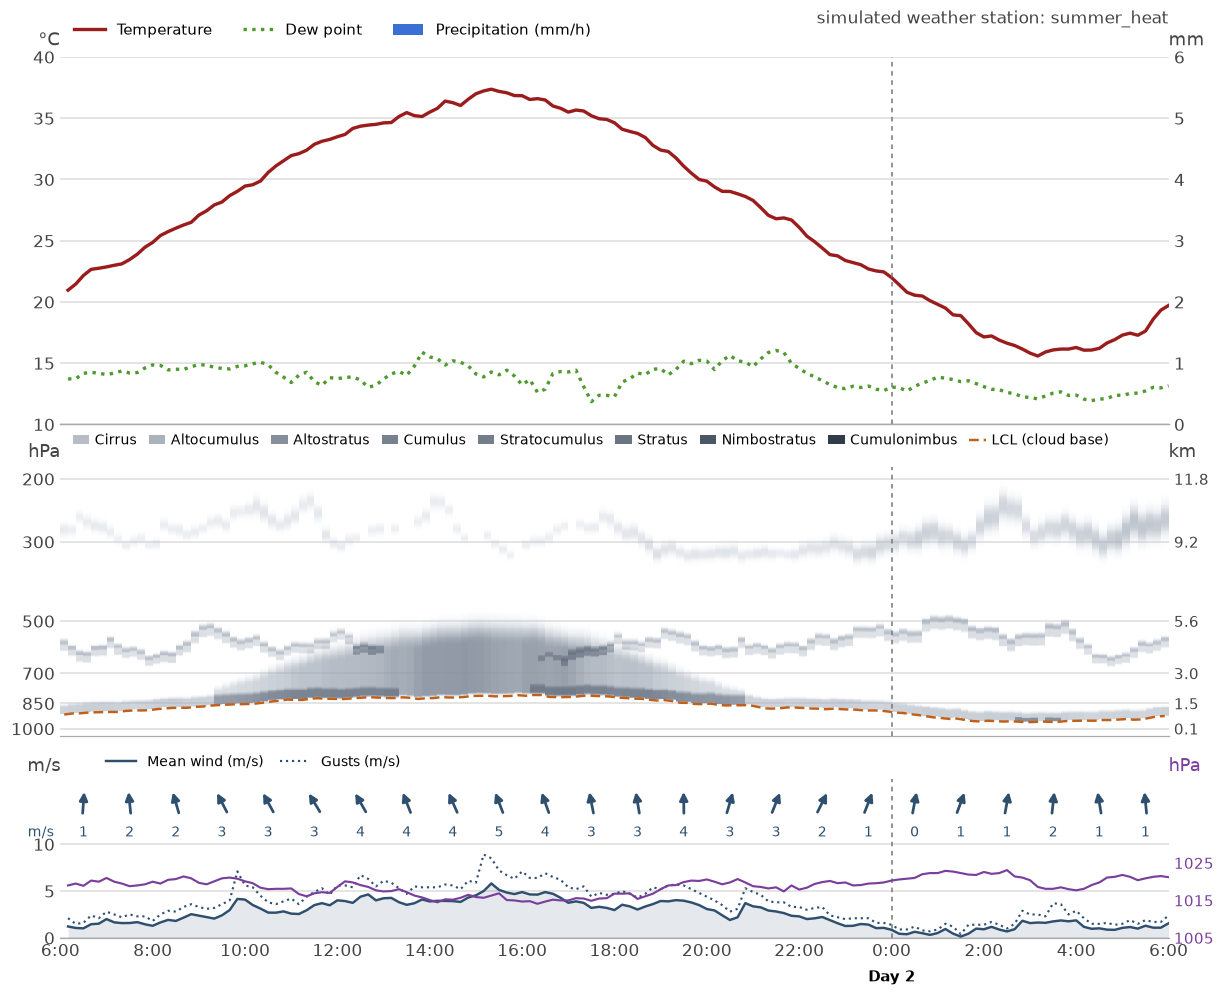 simulated weather station: summer_heat
Temperature Dew point Precipitation (mm/h)
°C mm
40 6
35 5
30 4
25 3
20 2
15 1
10 0
Cirrus Altocumulus Altostratus Cumulus Stratocumulus Stratus Nimbostratus Cumulonimbus LCL (cloud base)
hPa km
200 11.8
300 9.2
500 5.6
700 3.0
850 1.5
1000 0.1
m/s Mean wind (m/s) Gusts (m/s) hPa
m/s 1 2 2 3 3 3 4 4 4 5 4 3 3 4 3 3 2 1 0 1 1 2 1 1
10
1025
5
1015
0 1005
6:00 8:00 10:00 12:00 14:00 16:00 18:00 20:00 22:00 0:00 2:00 4:00 6:00
Day 2